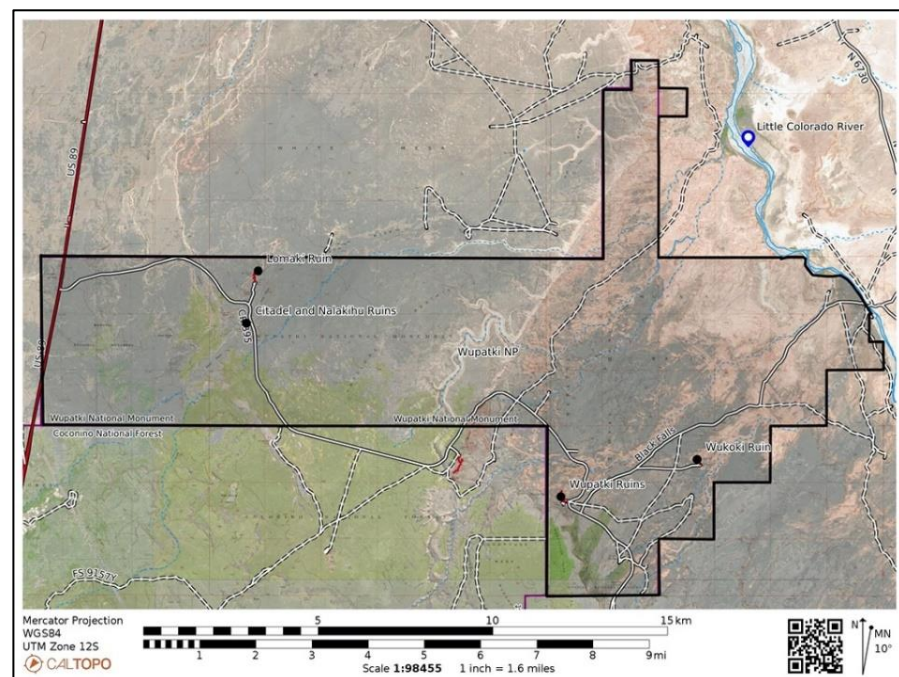 US 89
N 6730
Little Colorado River
Lomaki Ruin
Citadel and Nalakihu Ruins
Wupatki NP
US 89
Wupatki National Monument
Wupatki National Monument
Coconino National Forest
Black Falls
Wukoki Ruin
Wupatki Ruins
FS 9157Y
Mercator Projection
WGS84
UTM Zone 12S
CALTOPO
5 10 15 km
1 2 3 4 5 6 7 8 9 mi
Scale 1:98455 1 inch = 1.6 miles
N
MN
10°